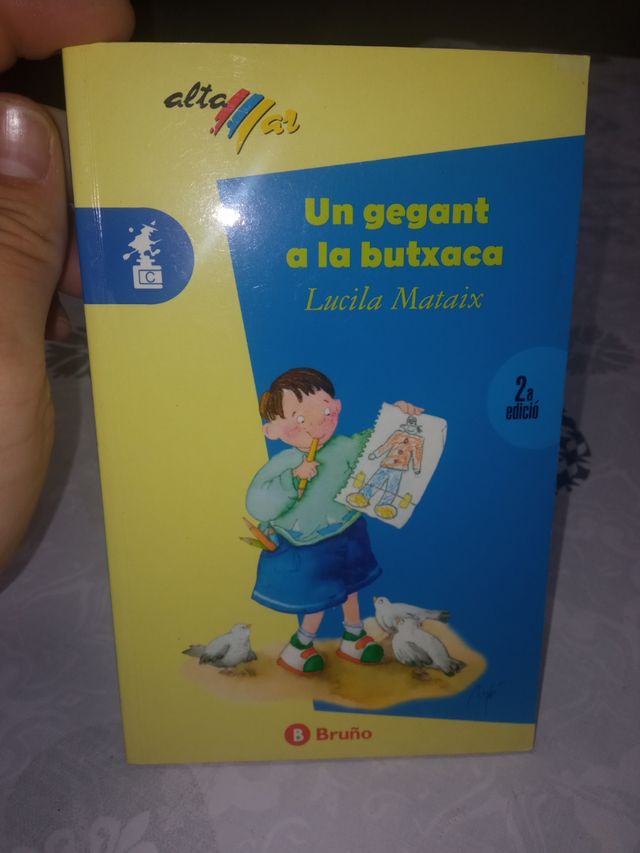 alta
Mar
C
Un gegant
a la butxaca
Lucila Mataix
2a
edició
B Bruño